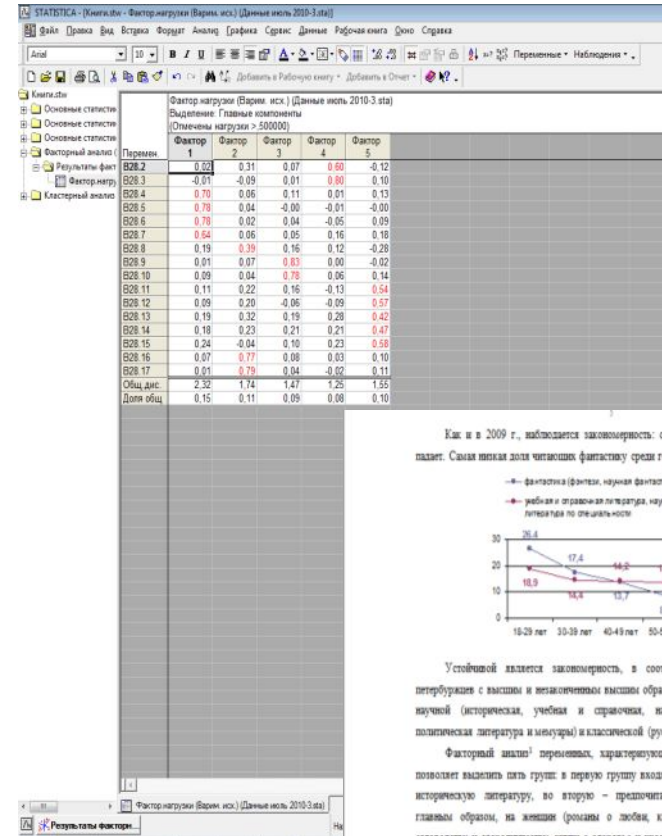 STATISTICA - [Книги.stw - Фактор.нагрузки (Варим. исх.) (Данные июль 2010-3.sta)]
Файл Правка Вид Вставка Формат Анализ Графика Сервис Данные Рабочая книга Окно Справка
Arial 10 B I U Переменные Наблюдения
Добавить в Рабочую книгу Добавить в Отчет
Книги.stw
Основные статистик
Основные статистик
Основные статистик
Факторный анализ (
Результаты факт
Фактор.нагру
Кластерный анализ
Фактор.нагрузки (Варим. исх.) (Данные июль 2010-3.sta)
Выделение: Главные компоненты
(Отмечены нагрузки >,500000)
Перемен. Фактор 1 Фактор 2 Фактор 3 Фактор 4 Фактор 5
B28.2 0,02 0,31 0,07 0,60 -0,12
B28.3 -0,01 -0,09 0,01 0,80 0,10
B28.4 0,70 0,06 0,11 0,01 0,13
B28.5 0,78 0,04 -0,00 -0,01 -0,00
B28.6 0,78 0,02 0,04 -0,05 0,09
B28.7 0,64 0,06 0,05 0,16 0,18
B28.8 0,19 0,39 0,16 0,12 -0,28
B28.9 0,01 0,07 0,83 0,00 -0,02
B28.10 0,09 0,04 0,78 0,06 0,14
B28.11 0,11 0,22 0,16 -0,13 0,54
B28.12 0,09 0,20 -0,06 -0,09 0,57
B28.13 0,19 0,32 0,19 0,28 0,42
B28.14 0,18 0,23 0,21 0,21 0,47
B28.15 0,24 -0,04 0,10 0,23 0,58
B28.16 0,07 0,77 0,08 0,03 0,10
B28.17 0,01 0,79 0,04 -0,02 0,11
Общ.дис. 2,32 1,74 1,47 1,25 1,55
Доля общ 0,15 0,11 0,09 0,08 0,10
Как и в 2009 г., наблюдается закономерность: с
падает. Самая низкая доля читающих фантастику среди г
фантастика (фэнтези, научная фантаст
учебная и справочная литература, нау
литература по специальности
30
20
10
0
26,4
17,4
14,2
18,9
14,4
13,7
18-29 лет 30-39 лет 40-49 лет 50-5
Устойчивой является закономерность, в соот
петербуржцев с высшим и незаконченным высшим обра
научной (историческая, учебная и справочная, на
политическая литература и мемуары) и классической (ру
Факторный анализ переменных, характеризующ
позволяет выделить пять групп: в первую группу входя
историческую литературу, во вторую – предпочита
главным образом, на женщин (романы о любви, к
Фактор.нагрузки (Варим. исх.) (Данные июль 2010-3.sta)
Результаты факторн...
На